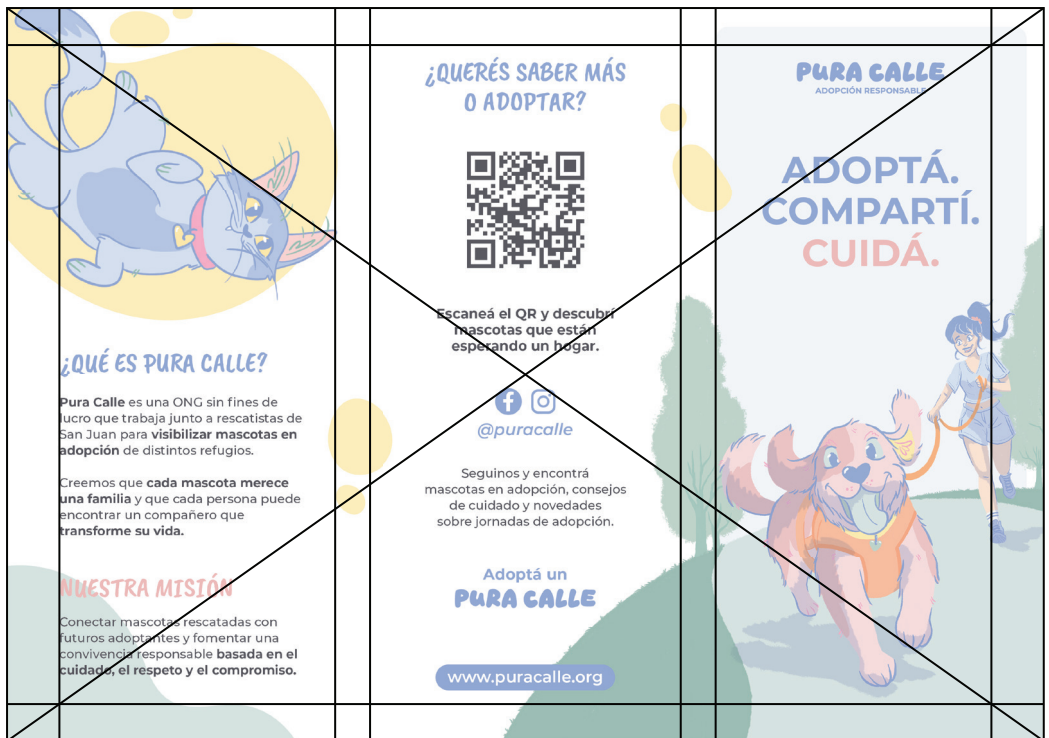 ¿QUÉ ES PURA CALLE?
Pura Calle es una ONG sin fines de
lucro que trabaja junto a rescatistas de
San Juan para visibilizar mascotas en
adopción de distintos refugios.
Creemos que cada mascota merece
una familia y que cada persona puede
encontrar un compañero que
transforme su vida.
NUESTRA MISIÓN
Conectar mascotas rescatadas con
futuros adoptantes y fomentar una
convivencia responsable basada en el
cuidado, el respeto y el compromiso.
¿QUERÉS SABER MÁS
O ADOPTAR?
Escaneá el QR y descubrí
mascotas que están
esperando un hogar.
@puracalle
Seguinos y encontrá
mascotas en adopción, consejos
de cuidado y novedades
sobre jornadas de adopción.
Adoptá un
PURA CALLE
www.puracalle.org
PURA CALLE
ADOPCIÓN RESPONSABLE
ADOPTÁ.
COMPARTÍ.
CUIDÁ.